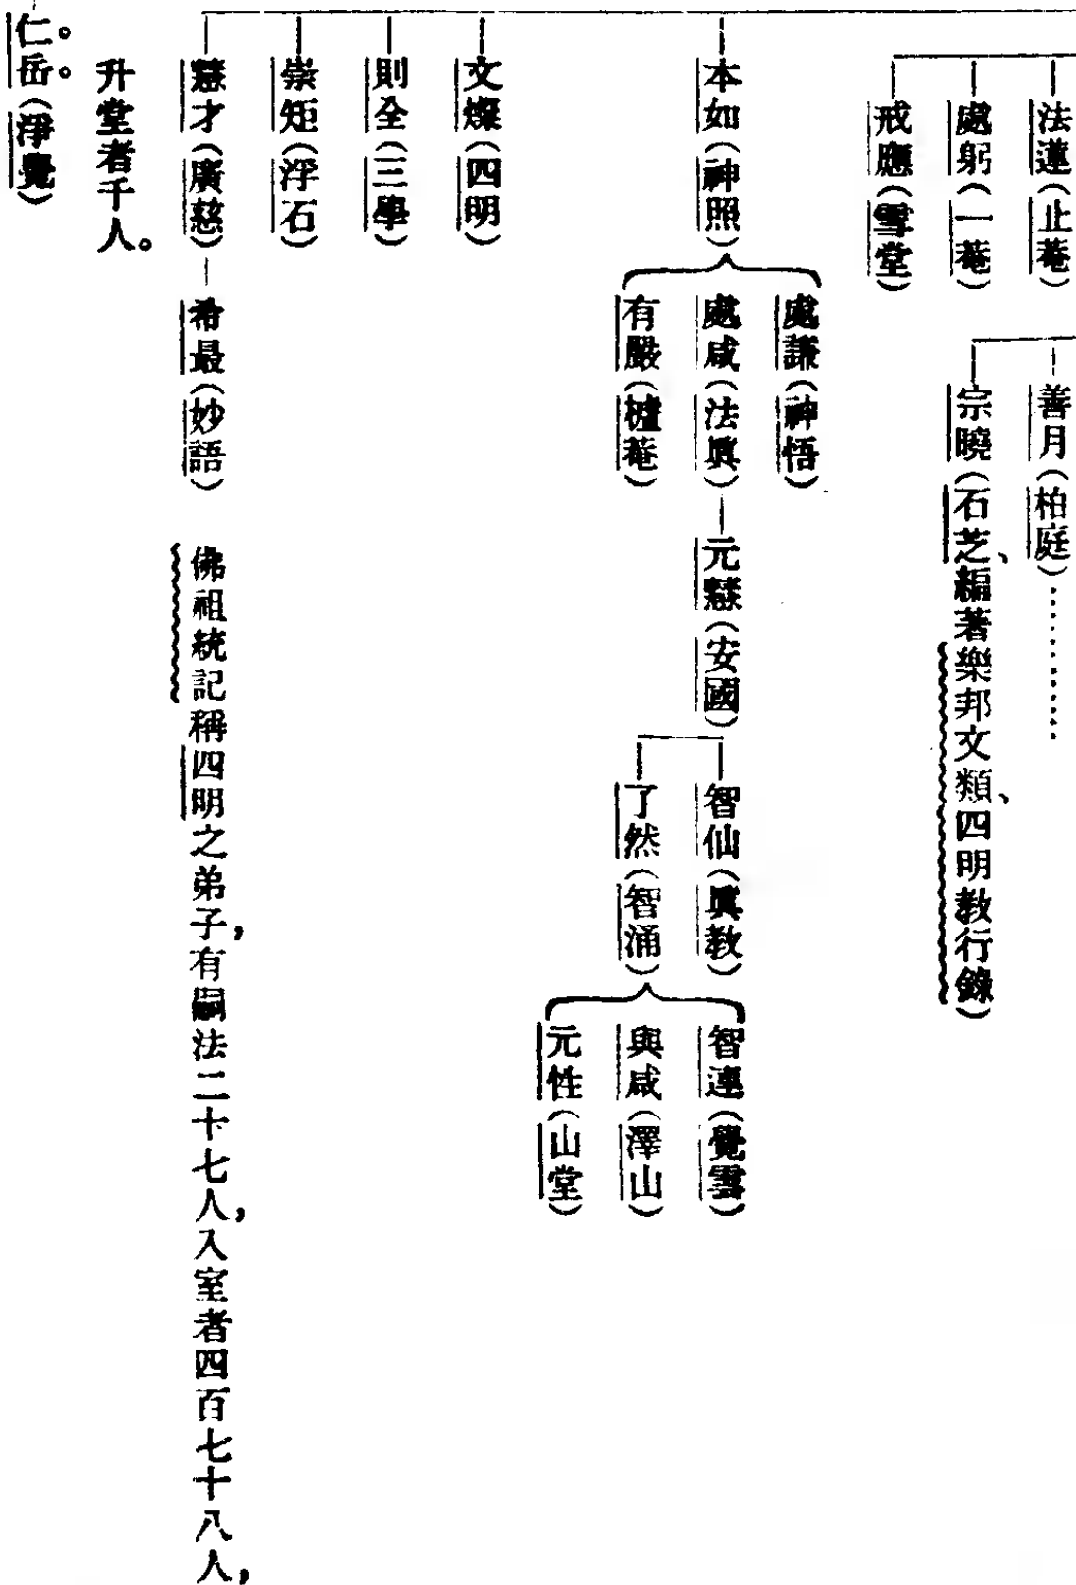 法蓮(止菴)
善月(柏庭)…………
處躬(一菴)
宗曉(石芝、編著樂邦文類、四明教行錄)
戒應(雪堂)
本如(神照)
處謙(神悟)
處咸(法眞)—元慧(安國)
有嚴(樝菴)
智仙(眞教)
了然(智涌)
智連(覺雲)
與咸(澤山)
元性(山堂)
文燦(四明)
則全(三學)
崇矩(浮石)
慧才(廣慈)—希最(妙語) 佛祖統記稱四明之弟子,有嗣法二十七人,入室者四百七十八人,
升堂者千人。
仁。岳。(淨覺)